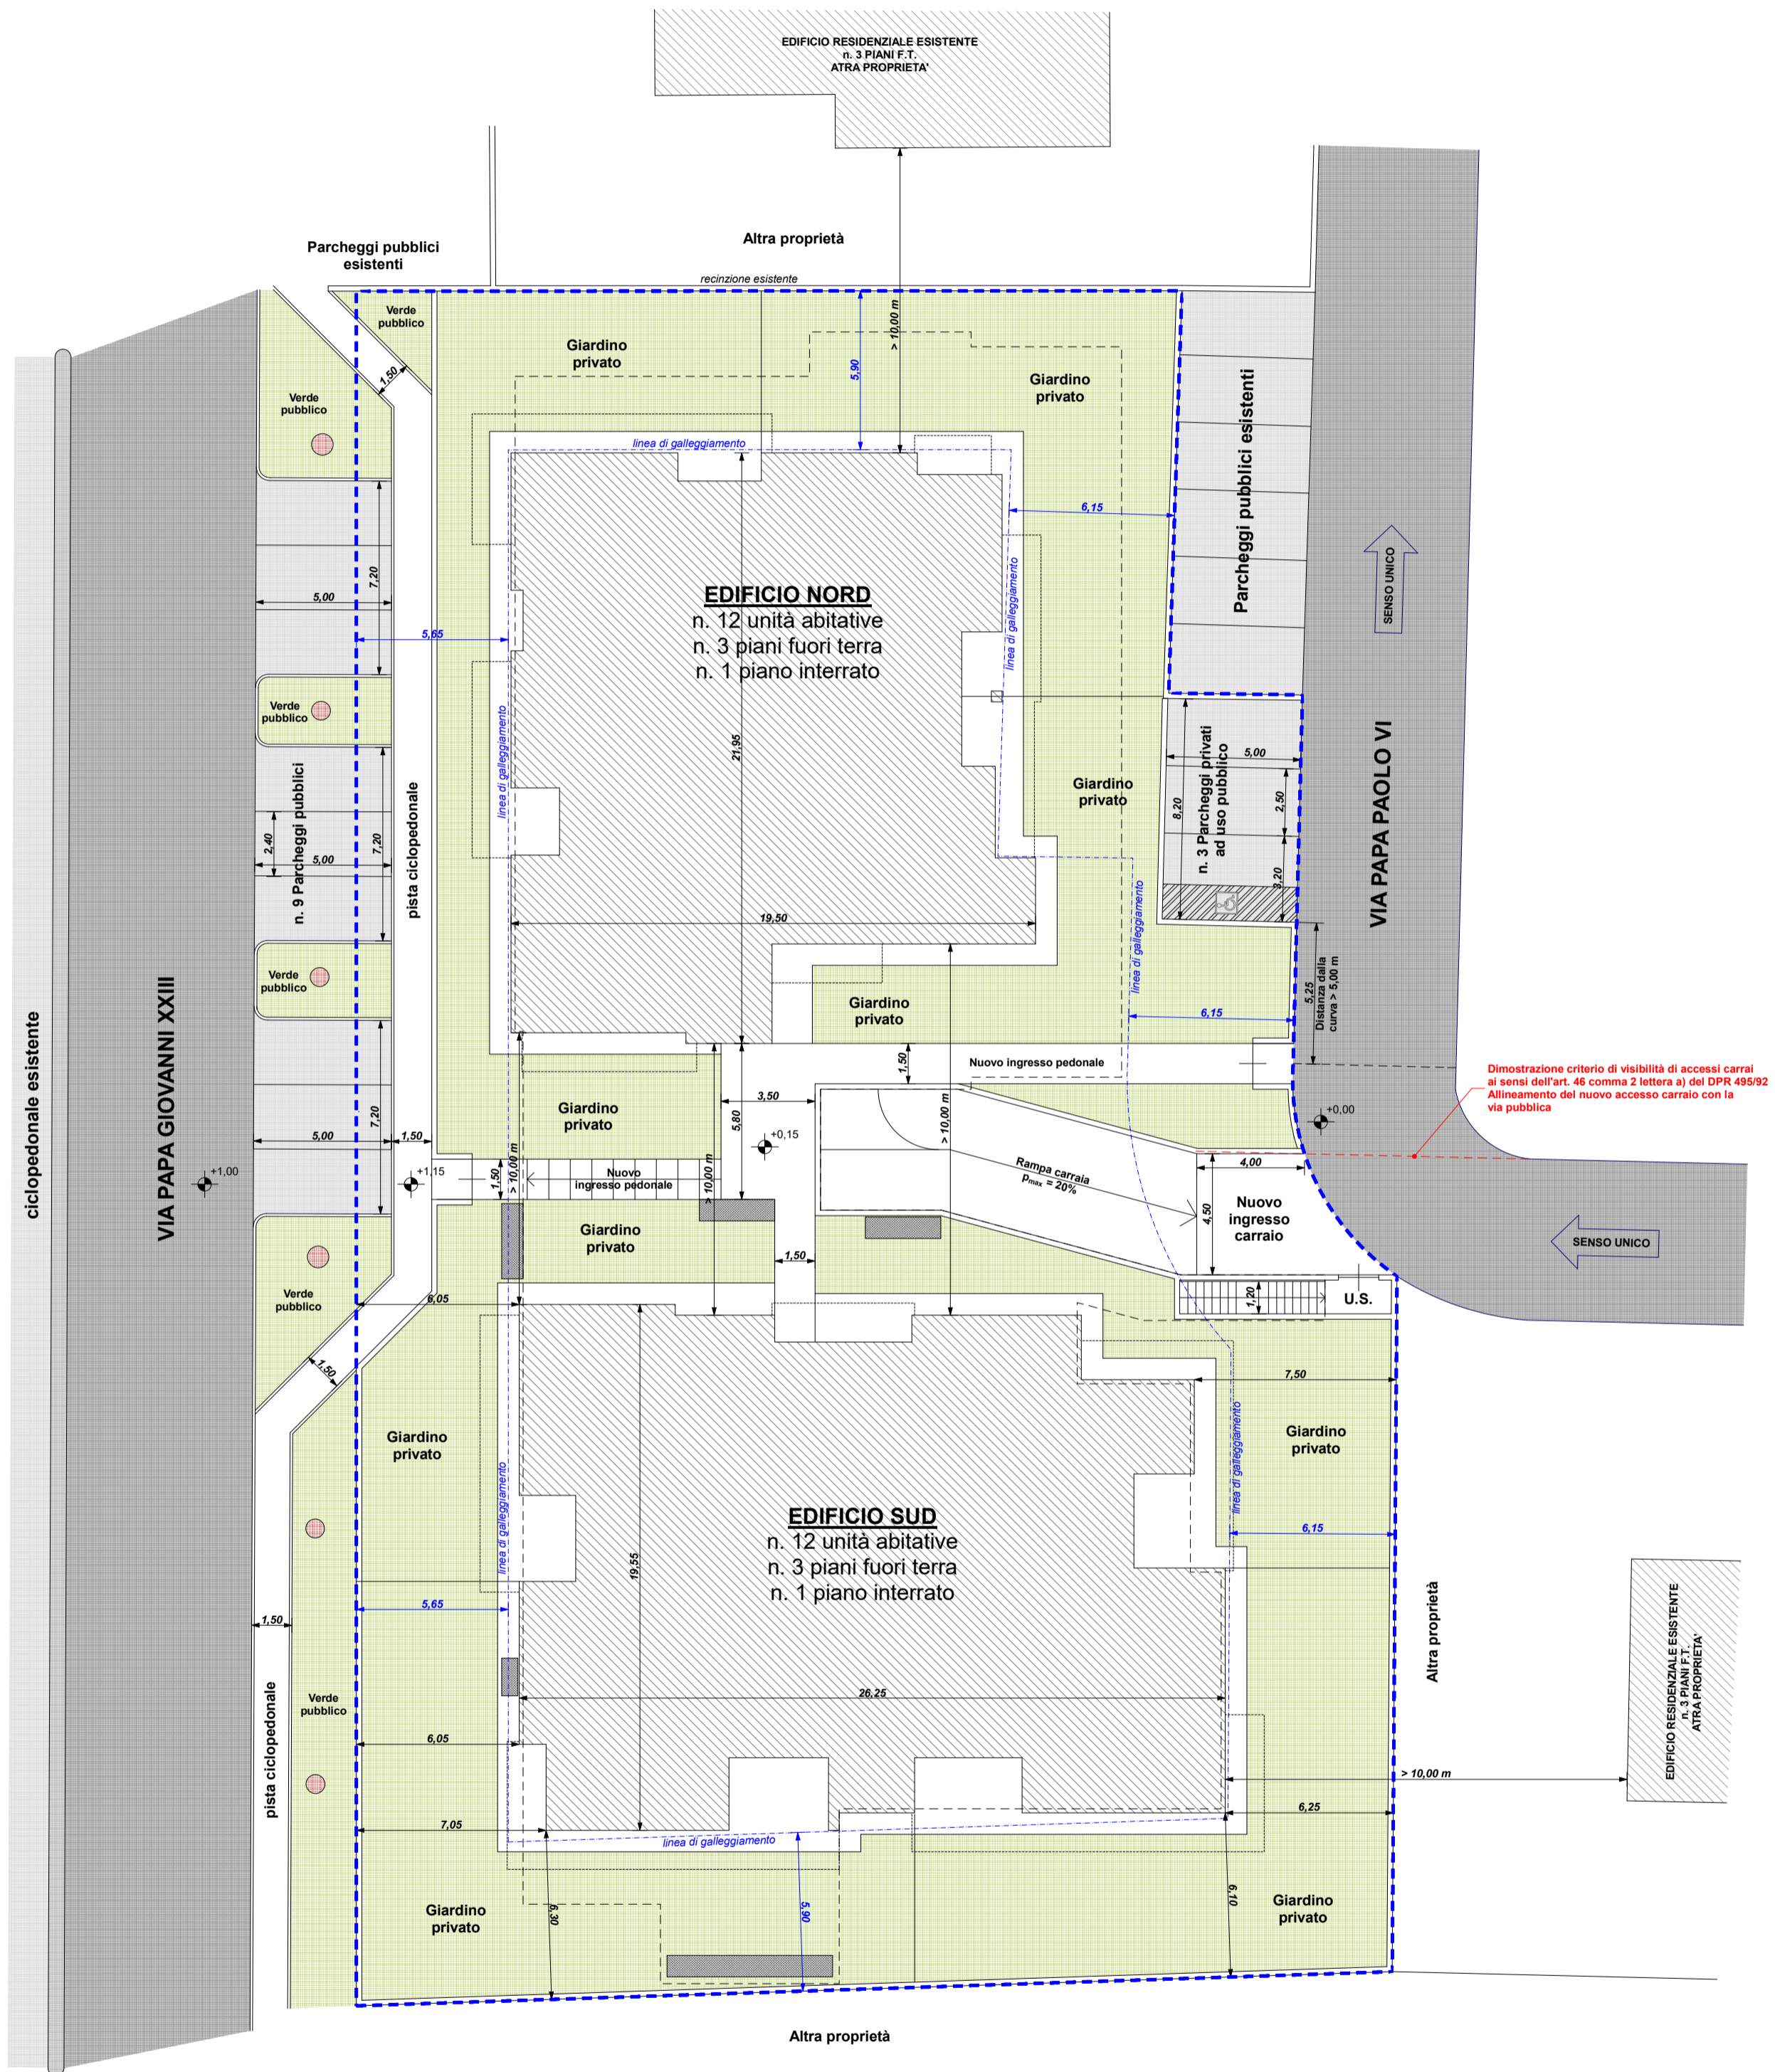 EDIFICIO RESIDENZIALE ESISTENTE
n. 3 PIANI F.T.
ATRA PROPRIETA'
Altra proprietà
Parcheggi pubblici
esistenti
recinzione esistente
> 10,00 m
Verde
pubblico
Giardino
privato
5,90
Giardino
privato
1,50
Verde
pubblico
linea di galleggiamento
Parcheggi pubblici esistenti
SENSO UNICO
6,15
7,20
5,00
5,65
linea di galleggiamento
EDIFICIO NORD
n. 12 unità abitative
n. 3 piani fuori terra
n. 1 piano interrato
Verde
pubblico
linea di galleggiamento
21,95
VIA PAPA PAOLO VI
n. 3 Parcheggi privati
ad uso pubblico
5,00
2,50
8,20
3,20
Giardino
privato
n. 9 Parcheggi pubblici
2,40
5,00
7,20
pista ciclopedonale
linea di galleggiamento
19,50
Verde
pubblico
Giardino
privato
6,15
5,25
Distanza dalla
curva > 5,00 m
ciclopedonale esistente
VIA PAPA GIOVANNI XXIII
Nuovo ingresso pedonale
1,50
Dimostrazione criterio di visibilità di accessi carrai
ai sensi dell'art. 46 comma 2 lettera a) del DPR 495/92
Allineamento del nuovo accesso carraio con la
via pubblica
7,20
3,50
5,80
> 10,00 m
Giardino
privato
+0,00
+0,15
5,00
1,50
> 10,00 m
> 10,00 m
+1,00
+1,15
1,50
Nuovo
ingresso pedonale
Rampa carraia
pmax = 20%
4,00
4,50
Nuovo
ingresso
carraio
Giardino
privato
SENSO UNICO
1,50
Verde
pubblico
6,05
1,20
U.S.
1,50
7,50
Giardino
privato
Giardino
privato
linea di galleggiamento
linea di galleggiamento
EDIFICIO SUD
n. 12 unità abitative
n. 3 piani fuori terra
n. 1 piano interrato
6,15
19,55
5,65
1,50
Altra proprietà
EDIFICIO RESIDENZIALE ESISTENTE
n. 3 PIANI F.T.
ATRA PROPRIETA'
26,25
Verde
pubblico
pista ciclopedonale
6,05
> 10,00 m
6,25
7,05
linea di galleggiamento
6,30
5,90
6,10
Giardino
privato
Giardino
privato
Altra proprietà